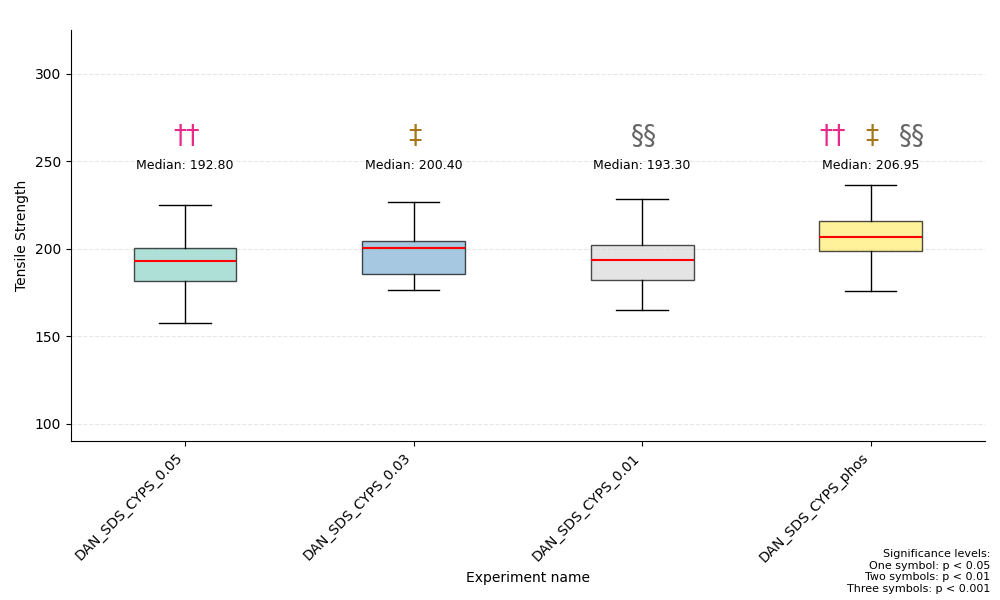 300
250
200
150
100
Tensile Strength
†† ‡ §§ †† ‡ §§
Median: 192.80 Median: 200.40 Median: 193.30 Median: 206.95
DAN_SDS_CYPS_0.05
DAN_SDS_CYPS_0.03
DAN_SDS_CYPS_0.01
DAN_SDS_CYPS_phos
Experiment name
Significance levels:
One symbol: p < 0.05
Two symbols: p < 0.01
Three symbols: p < 0.001